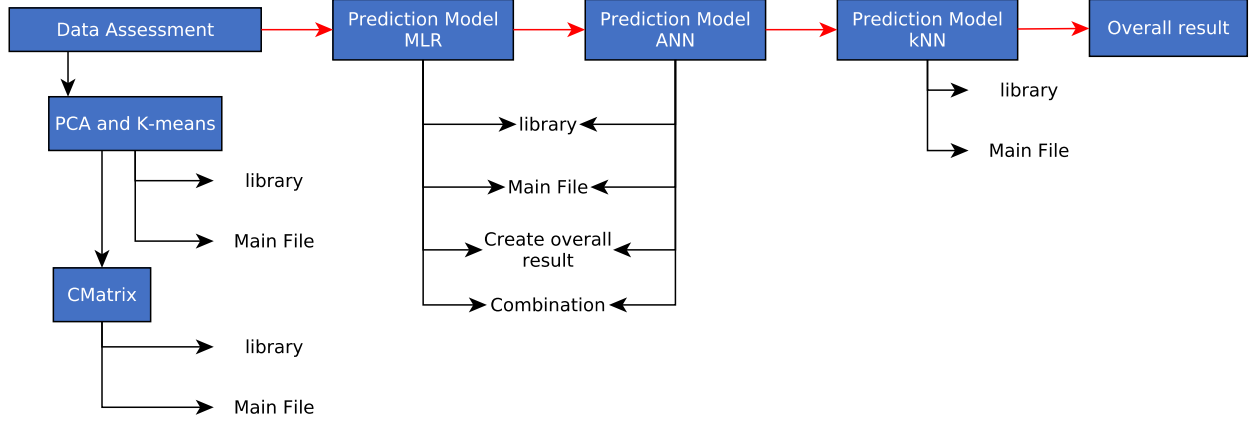 Data Assessment
Prediction Model
MLR
Prediction Model
ANN
Prediction Model
kNN
Overall result
PCA and K-means
library
Main File
CMatrix
library
Main File
library
Main File
Create overall
result
Combination
library
Main File